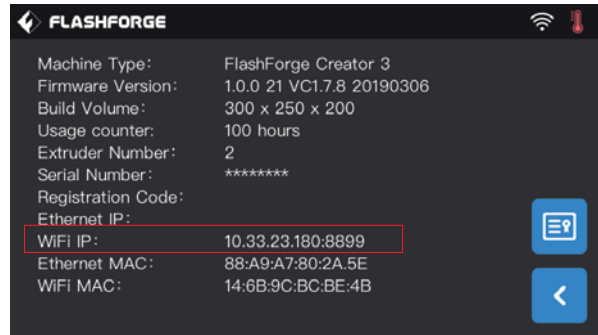 FLASHFORGE
Machine Type: FlashForge Creator 3
Firmware Version: 1.0.0 21 VC1.7.8 20190306
Build Volume: 300 x 250 x 200
Usage counter: 100 hours
Extruder Number: 2
Serial Number: ********
Registration Code:
Ethernet IP:
WiFi IP: 10.33.23.180:8899
Ethernet MAC: 88:A9:A7:80:2A.5E
WiFi MAC: 14:6B:9C:BC:BE:4B